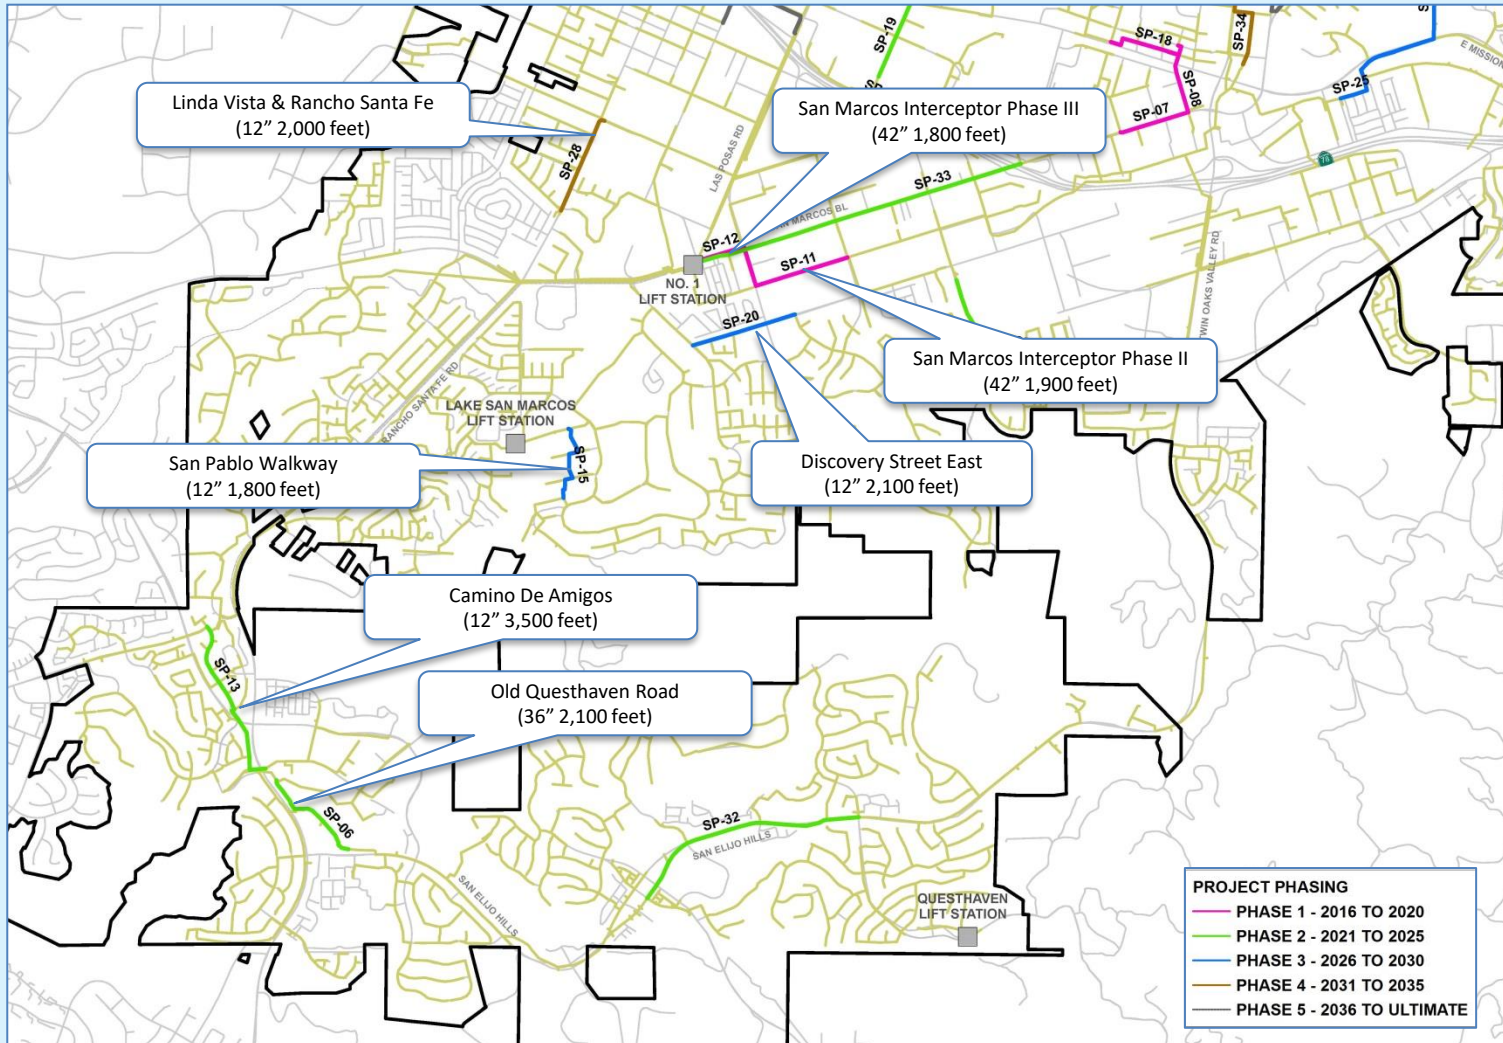 SP-19
SP-18
SP-34
SP-25
E MISSION
SP-08
SP-07
Linda Vista & Rancho Santa Fe
(12” 2,000 feet)
San Marcos Interceptor Phase III
(42” 1,800 feet)
78
SP-28
LAS POSAS RD
SP-33
SAN MARCOS BL
SP-12
SP-11
NO. 1
LIFT STATION
SP-20
TWIN OAKS VALLEY RD
San Marcos Interceptor Phase II
(42” 1,900 feet)
RANCHO SANTA FE RD
LAKE SAN MARCOS
LIFT STATION
San Pablo Walkway
(12” 1,800 feet)
SP-15
Discovery Street East
(12” 2,100 feet)
Camino De Amigos
(12” 3,500 feet)
SP-13
Old Questhaven Road
(36” 2,100 feet)
SP-06
SP-32
SAN ELIJO HILLS
SAN ELIJO HILLS
QUESTHAVEN
LIFT STATION
PROJECT PHASING
PHASE 1 - 2016 TO 2020
PHASE 2 - 2021 TO 2025
PHASE 3 - 2026 TO 2030
PHASE 4 - 2031 TO 2035
PHASE 5 - 2036 TO ULTIMATE